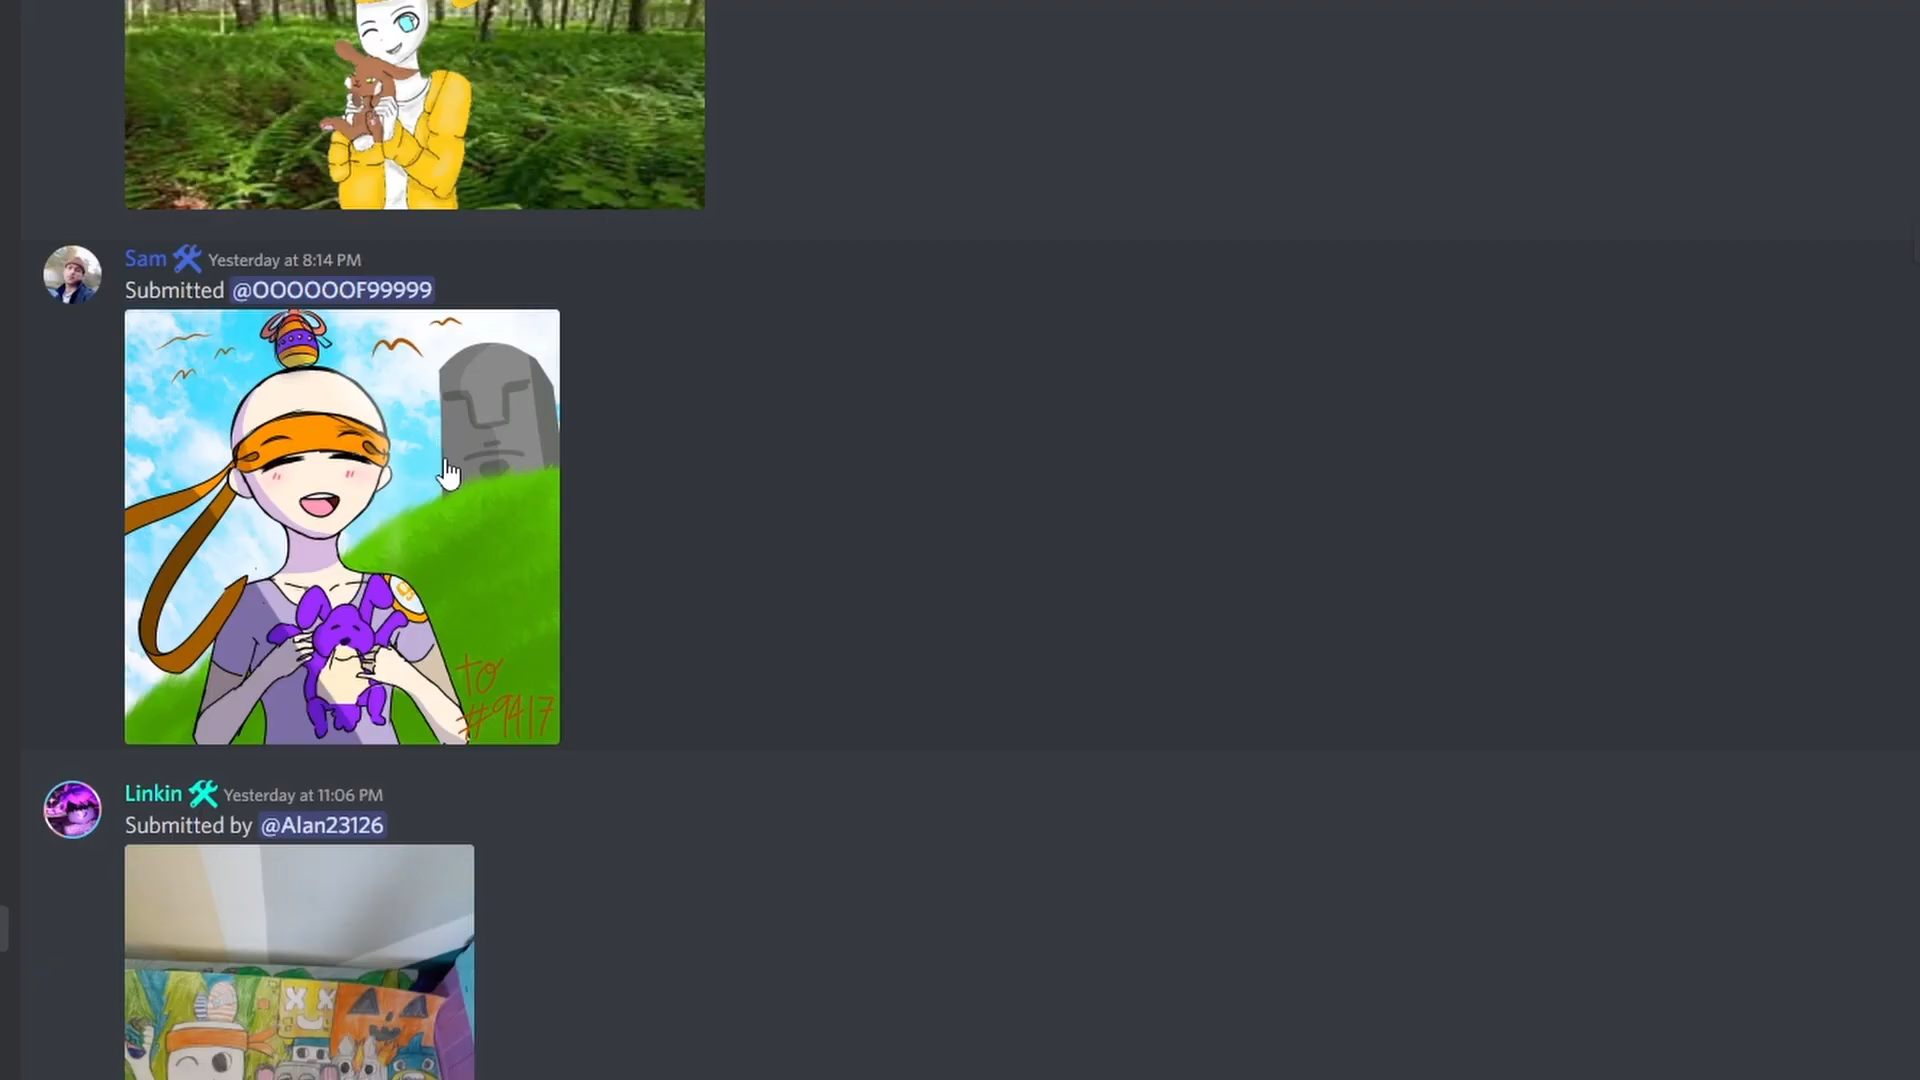 Sam Yesterday at 8:14 PM
Submitted @OOOOOOF99999
to
#9417
Linkin Yesterday at 11:06 PM
Submitted by @Alan23126